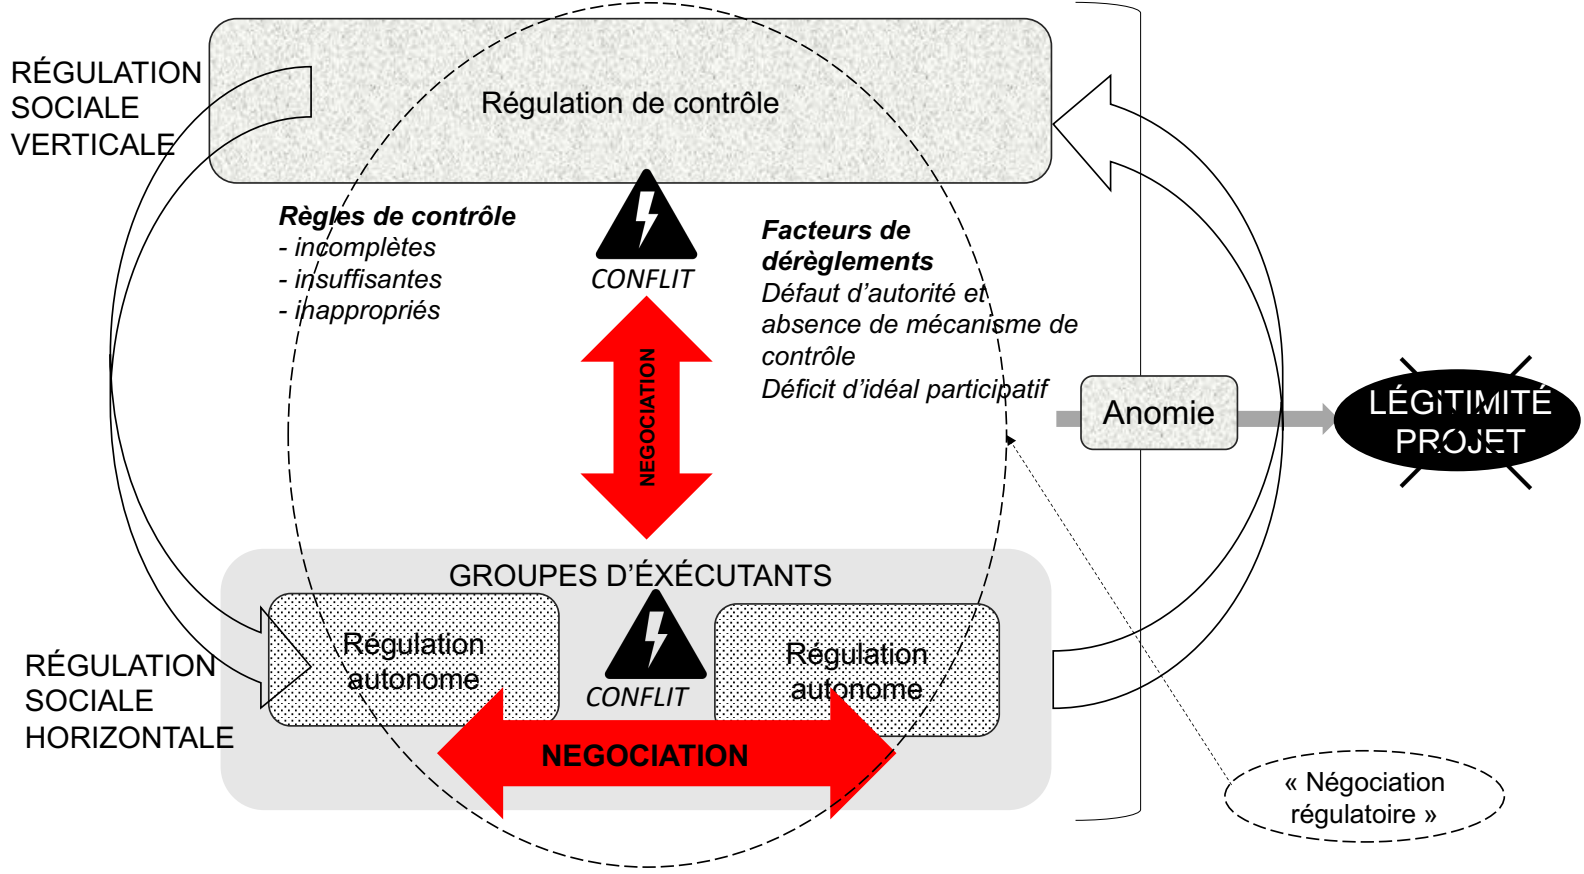 RÉGULATION
SOCIALE
VERTICALE
Régulation de contrôle
Règles de contrôle
- incomplètes
- insuffisantes
- inappropriés
CONFLIT
Facteurs de
dérèglements
Défaut d’autorité et
absence de mécanisme de
contrôle
Déficit d’idéal participatif
NEGOCIATION
Anomie
LÉGITIMITÉ
PROJET
GROUPES D’ÉXÉCUTANTS
Régulation
autonome
CONFLIT
Régulation
autonome
RÉGULATION
SOCIALE
HORIZONTALE
NEGOCIATION
« Négociation
régulatoire »